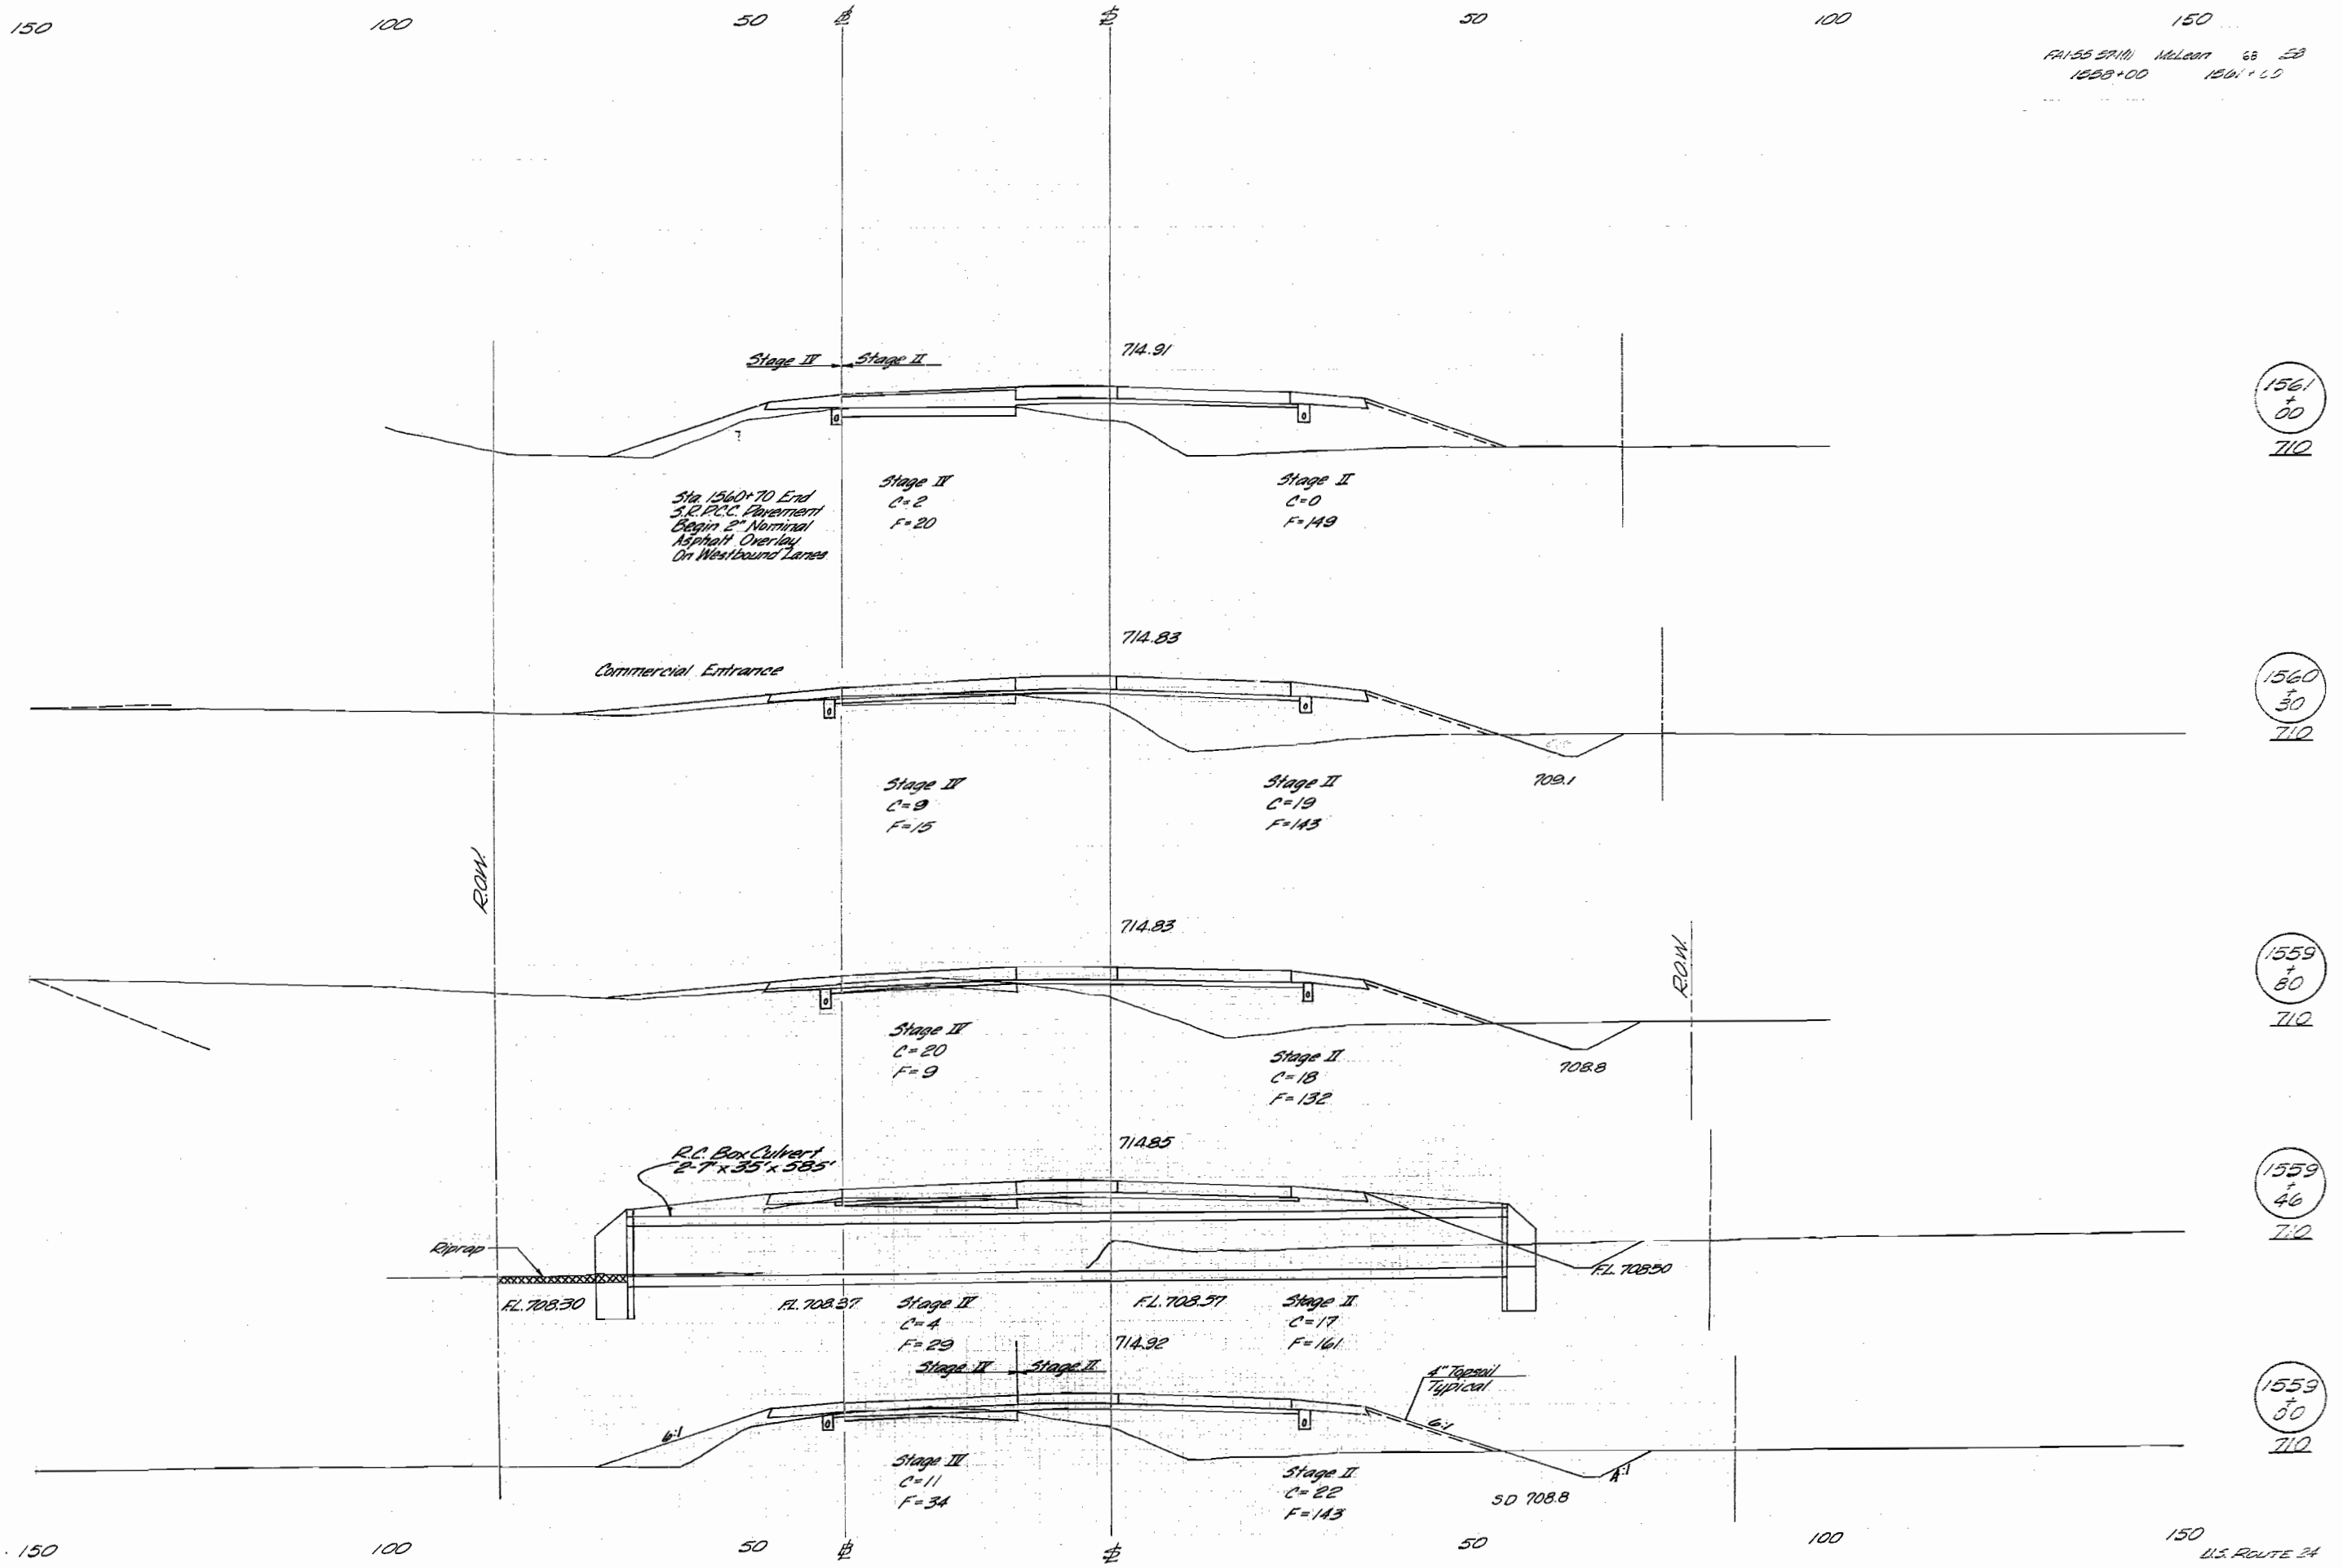 150 100 50 ℄ ℄ 50 100 150
McLean 68
1558+00
714.91
Stage IV Stage II
1561
+
00
710
Stage IV
C=2
F=20
Stage II
C=0
F=149
Sta. 1560+70 End
S.R.P.C.C. Pavement
Begin 2" Nominal
Asphalt Overlay
On Westbound Lanes
714.83
Commercial Entrance
1560
+
30
710
Stage IV
C=9
F=15
Stage II
C=19
F=143
709.1
R.O.W.
714.83
R.O.W.
1559
+
80
710
Stage IV
C=20
F=9
Stage II
C=18
F=132
708.8
714.85
R.C. Box Culvert
1559
+
46
710
Riprap
F.L. 708.50
F.L. 708.30
F.L. 708.37
F.L. 708.57
Stage IV
C=4
F=29
Stage II
C=17
F=161
714.92
Stage IV Stage II
4" Topsoil
Typical
6:1
6:1
1559
+
00
710
Stage IV
C=11
F=34
Stage II
C=22
F=143
SD 708.8
150 100 50 ℄ ℄ 50 100 150
U.S. ROUTE 24